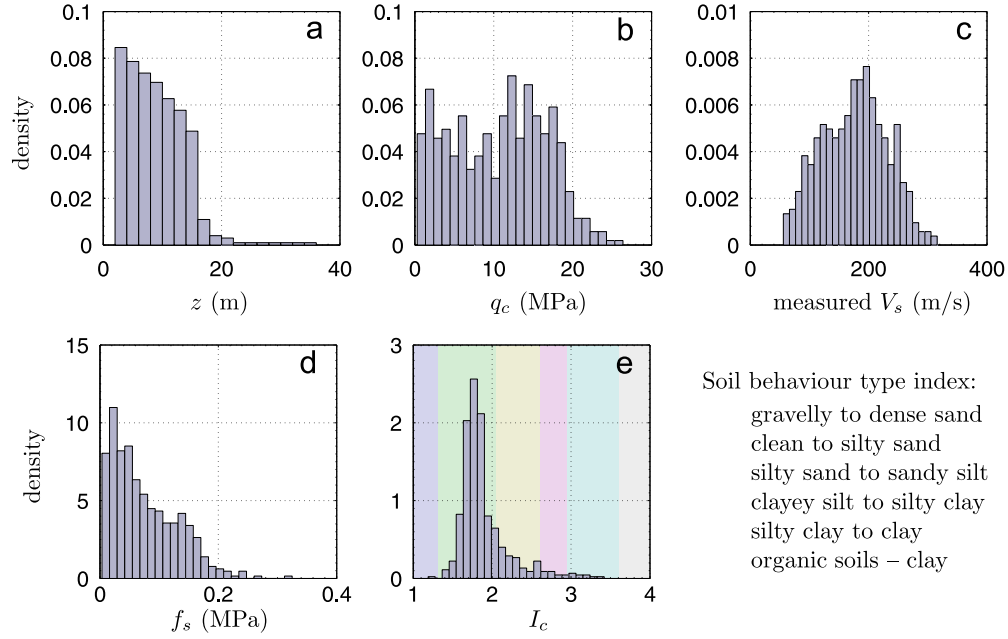 0.1
0.08
0.06
0.04
0.02
0
0 20 40
density
z (m)
a
0.1
0.08
0.06
0.04
0.02
0
0 10 20 30
q_c (MPa)
b
0.01
0.008
0.006
0.004
0.002
0
0 200 400
measured V_s (m/s)
c
15
10
5
0
0 0.2 0.4
density
f_s (MPa)
d
3
2
1
0
1 2 3 4
I_c
e
Soil behaviour type index:
gravelly to dense sand
clean to silty sand
silty sand to sandy silt
clayey silt to silty clay
silty clay to clay
organic soils – clay